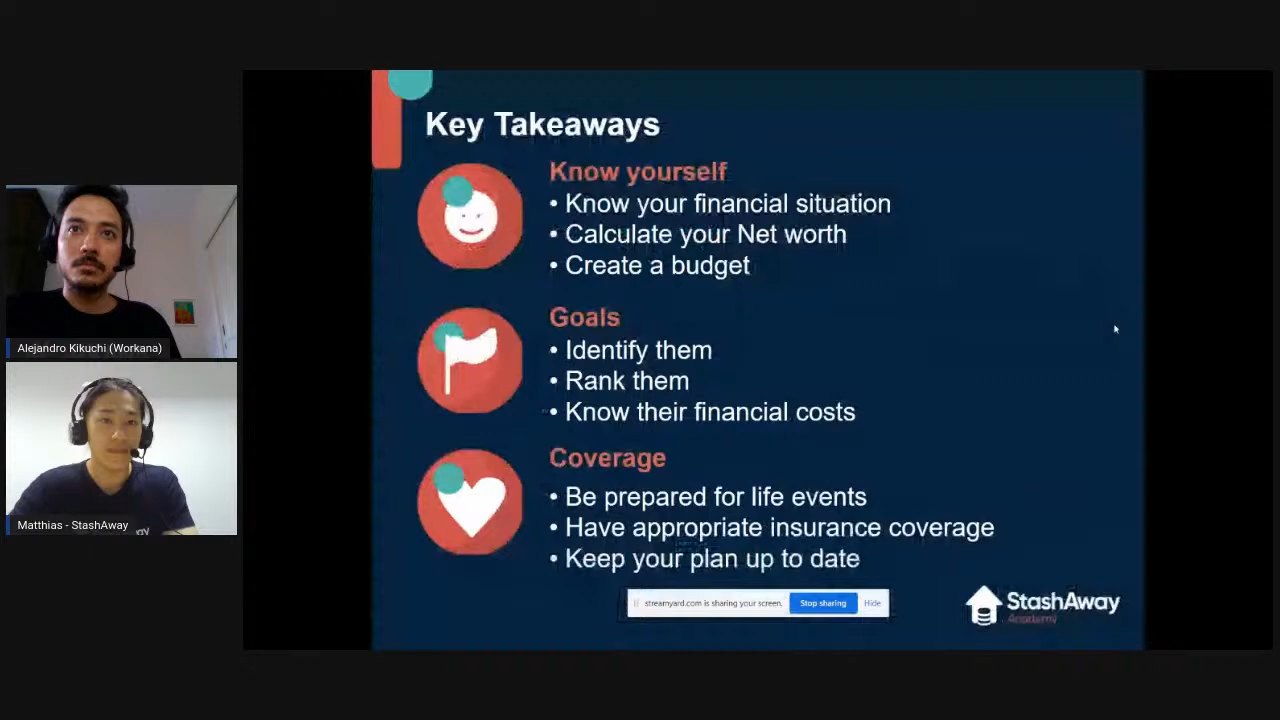 Key Takeaways
Know yourself
• Know your financial situation
• Calculate your Net worth
• Create a budget
Goals
• Identify them
• Rank them
• Know their financial costs
Coverage
• Be prepared for life events
• Have appropriate insurance coverage
• Keep your plan up to date
streamyard.com is sharing your screen. Stop sharing Hide
StashAway
Academy
Alejandro Kikuchi (Workana)
Matthias - StashAway